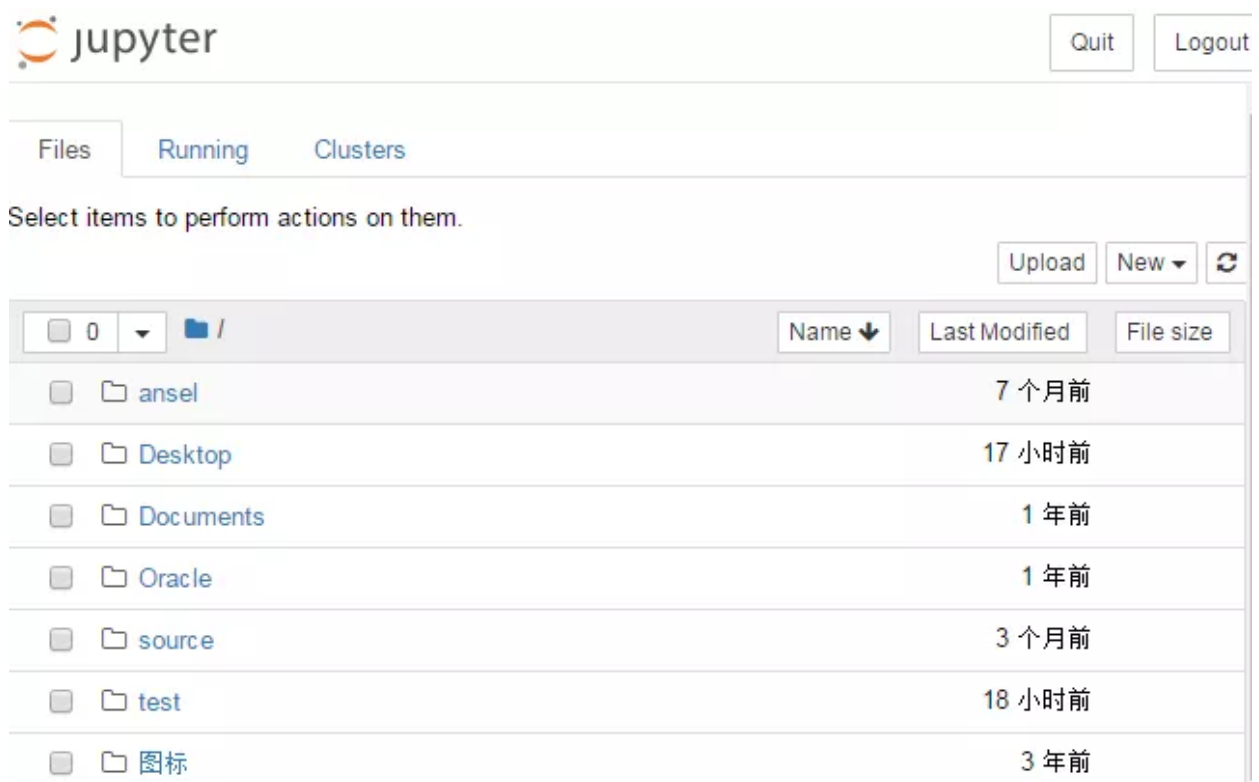 jupyter Quit Logout
Files Running Clusters
Select items to perform actions on them.
Upload New
0 / Name Last Modified File size
ansel 7 个月前
Desktop 17 小时前
Documents 1 年前
Oracle 1 年前
source 3 个月前
test 18 小时前
图标 3 年前